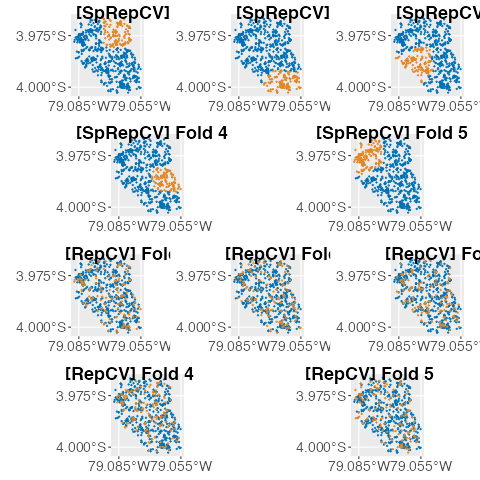 [SpRepCV] [SpRepCV] [SpRepCV
3.975°S 3.975°S 3.975°S
4.000°S 4.000°S 4.000°S
79.085°W79.055°W 79.085°W79.055°W 79.085°W79.055°W
[SpRepCV] Fold 4 [SpRepCV] Fold 5
3.975°S 3.975°S
4.000°S 4.000°S
79.085°W79.055°W 79.085°W79.055°W
[RepCV] Fol [RepCV] Fol [RepCV] Fo
3.975°S 3.975°S 3.975°S
4.000°S 4.000°S 4.000°S
79.085°W79.055°W 79.085°W79.055°W 79.085°W79.055°W
[RepCV] Fold 4 [RepCV] Fold 5
3.975°S 3.975°S
4.000°S 4.000°S
79.085°W79.055°W 79.085°W79.055°W